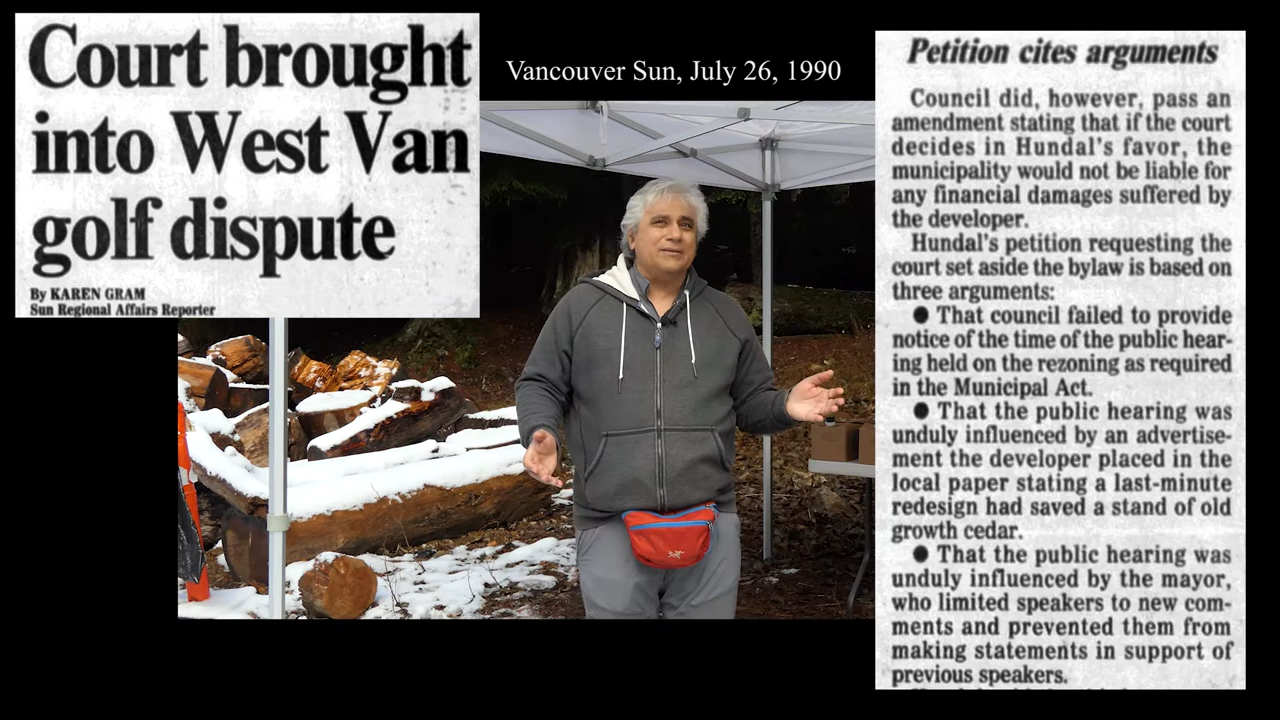 Court brought
into West Van
golf dispute
By KAREN GRAM
Sun Regional Affairs Reporter
Vancouver Sun, July 26, 1990
Petition cites arguments
Council did, however, pass an
amendment stating that if the court
decides in Hundal's favor, the
municipality would not be liable for
any financial damages suffered by
the developer.
Hundal's petition requesting the
court set aside the bylaw is based on
three arguments:
● That council failed to provide
notice of the time of the public hear-
ing held on the rezoning as required
in the Municipal Act.
● That the public hearing was
unduly influenced by an advertise-
ment the developer placed in the
local paper stating a last-minute
redesign had saved a stand of old
growth cedar.
● That the public hearing was
unduly influenced by the mayor,
who limited speakers to new com-
ments and prevented them from
making statements in support of
previous speakers.